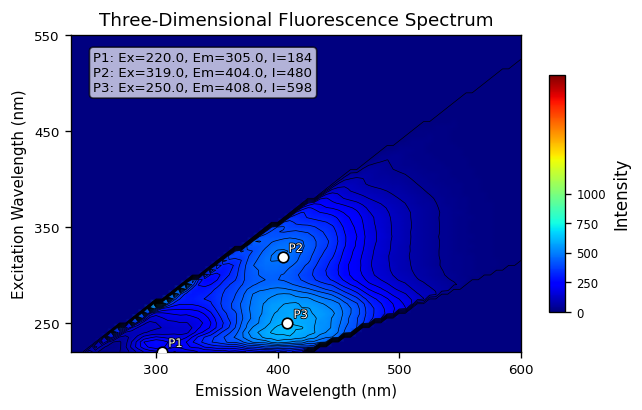 Three-Dimensional Fluorescence Spectrum
P1: Ex=220.0, Em=305.0, I=184
P2: Ex=319.0, Em=404.0, I=480
P3: Ex=250.0, Em=408.0, I=598
550
450
350
250
Excitation Wavelength (nm)
P2
P3
P1
300
400
500
600
Emission Wavelength (nm)
1000
750
500
250
0
Intensity